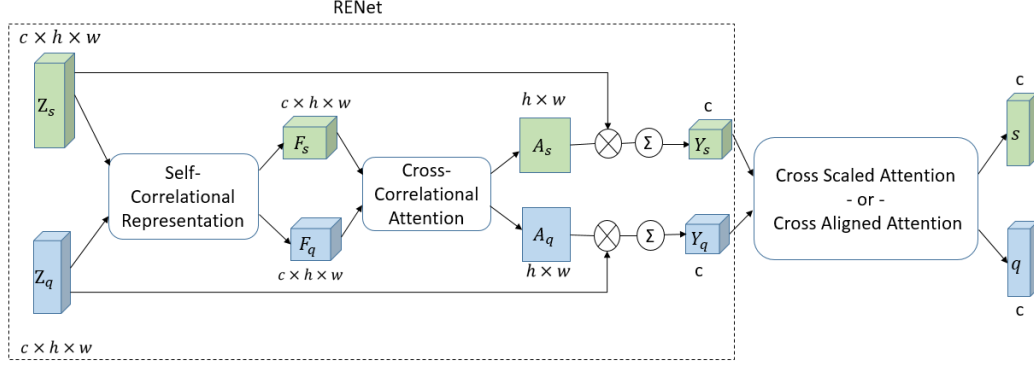 RENet
c × h × w
Z_s
c × h × w
F_s
h × w
A_s
Σ
c
Y_s
c
s
Self-
Correlational
Representation
Cross-
Correlational
Attention
Cross Scaled Attention
- or -
Cross Aligned Attention
Z_q
c × h × w
F_q
c × h × w
A_q
h × w
Σ
Y_q
c
q
c